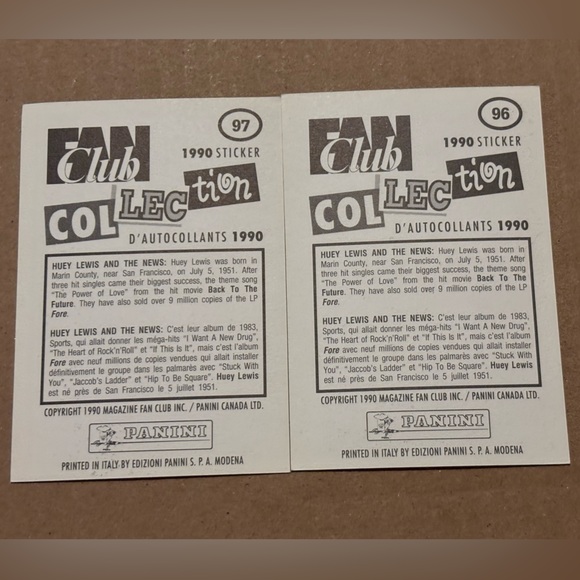 97
FAN
Club
1990 STICKER
COLLECtion
D'AUTOCOLLANTS 1990
HUEY LEWIS AND THE NEWS: Huey Lewis was born in
Marin County, near San Francisco, on July 5, 1951. After
three hit singles came their biggest success, the theme song
"The Power of Love" from the hit movie Back To The
Future. They have also sold over 9 million copies of the LP
Fore.
HUEY LEWIS AND THE NEWS: C'est leur album de 1983,
Sports, qui allait donner les méga-hits "I Want A New Drug",
"The Heart of Rock'n'Roll" et "If This Is It", mais c'est l'album
Fore avec neuf millions de copies vendues qui allait installer
définitivement le groupe dans les palmarès avec "Stuck With
You", "Jaccob's Ladder" et "Hip To Be Square". Huey Lewis
est né près de San Francisco le 5 juillet 1951.
COPYRIGHT 1990 MAGAZINE FAN CLUB INC. / PANINI CANADA LTD.
PANINI
PRINTED IN ITALY BY EDIZIONI PANINI S. P. A. MODENA
96
FAN
Club
1990 STICKER
COLLECtion
D'AUTOCOLLANTS 1990
HUEY LEWIS AND THE NEWS: Huey Lewis was born in
Marin County, near San Francisco, on July 5, 1951. After
three hit singles came their biggest success, the theme song
"The Power of Love" from the hit movie Back To The
Future. They have also sold over 9 million copies of the LP
Fore.
HUEY LEWIS AND THE NEWS: C'est leur album de 1983,
Sports, qui allait donner les méga-hits "I Want A New Drug",
"The Heart of Rock'n'Roll" et "If This Is It", mais c'est l'album
Fore avec neuf millions de copies vendues qui allait installer
définitivement le groupe dans les palmarès avec "Stuck With
You", "Jaccob's Ladder" et "Hip To Be Square". Huey Lewis
est né près de San Francisco le 5 juillet 1951.
COPYRIGHT 1990 MAGAZINE FAN CLUB INC. / PANINI CANADA LTD.
PANINI
PRINTED IN ITALY BY EDIZIONI PANINI S. P. A. MODENA